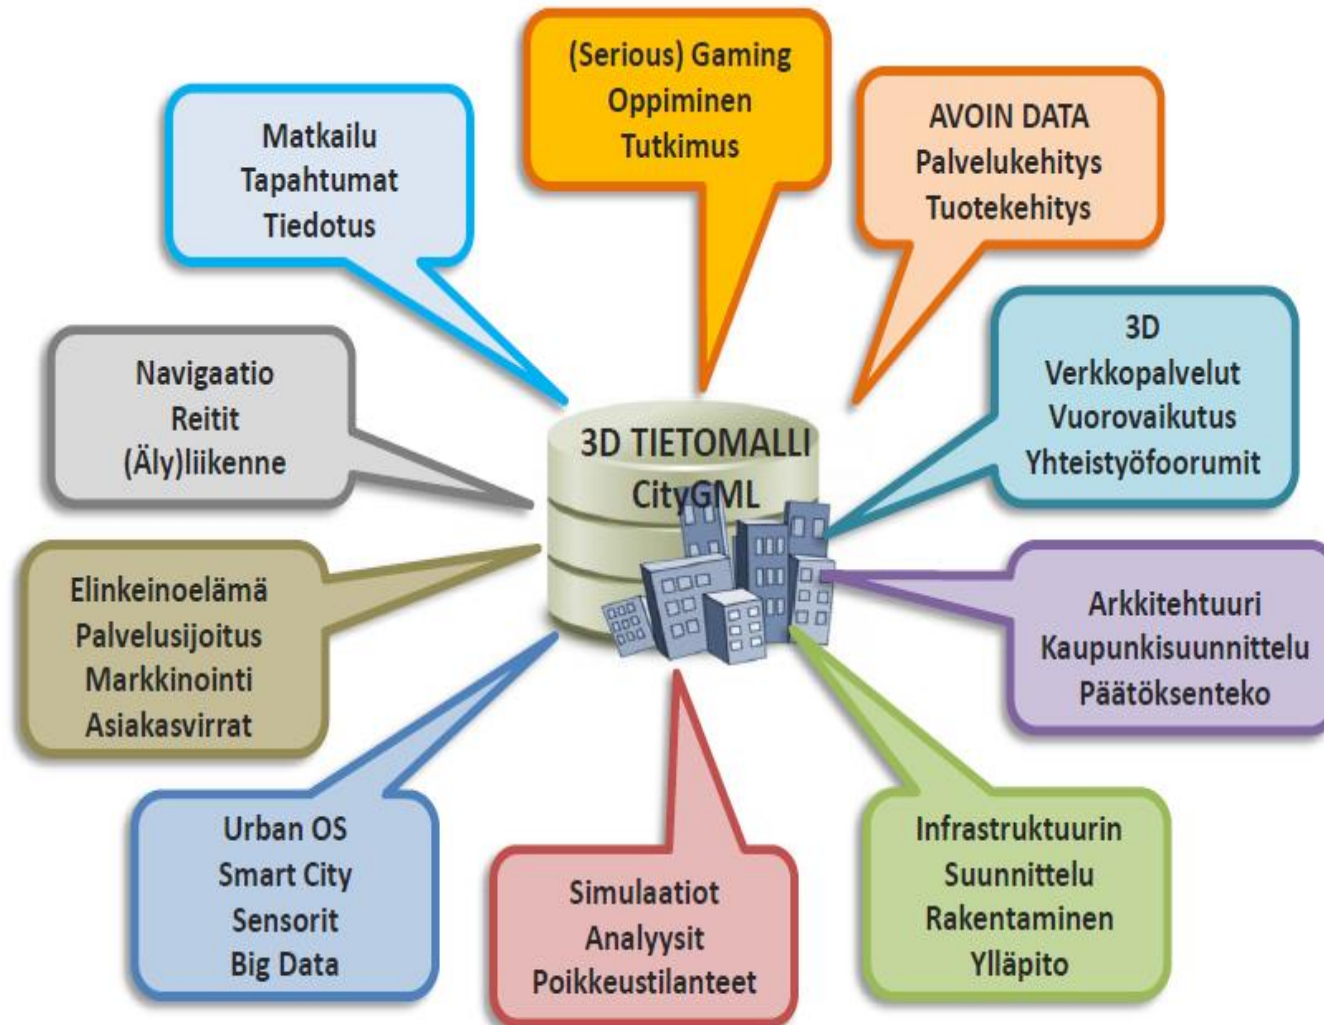 (Serious) Gaming
Oppiminen
Tutkimus
AVOIN DATA
Palvelukehitys
Tuotekehitys
Matkailu
Tapahtumat
Tiedotus
3D
Verkkopalvelut
Vuorovaikutus
Yhteistyöfoorumit
Navigaatio
Reitit
(Äly)liikenne
3D TIETOMALLI
CityGML
Elinkeinoelämä
Palvelusijoitus
Markkinointi
Asiakasvirrat
Arkkitehtuuri
Kaupunkisuunnittelu
Päätöksenteko
Urban OS
Smart City
Sensorit
Big Data
Simulaatiot
Analyysit
Poikkeustilanteet
Infrastruktuurin
Suunnittelu
Rakentaminen
Ylläpito